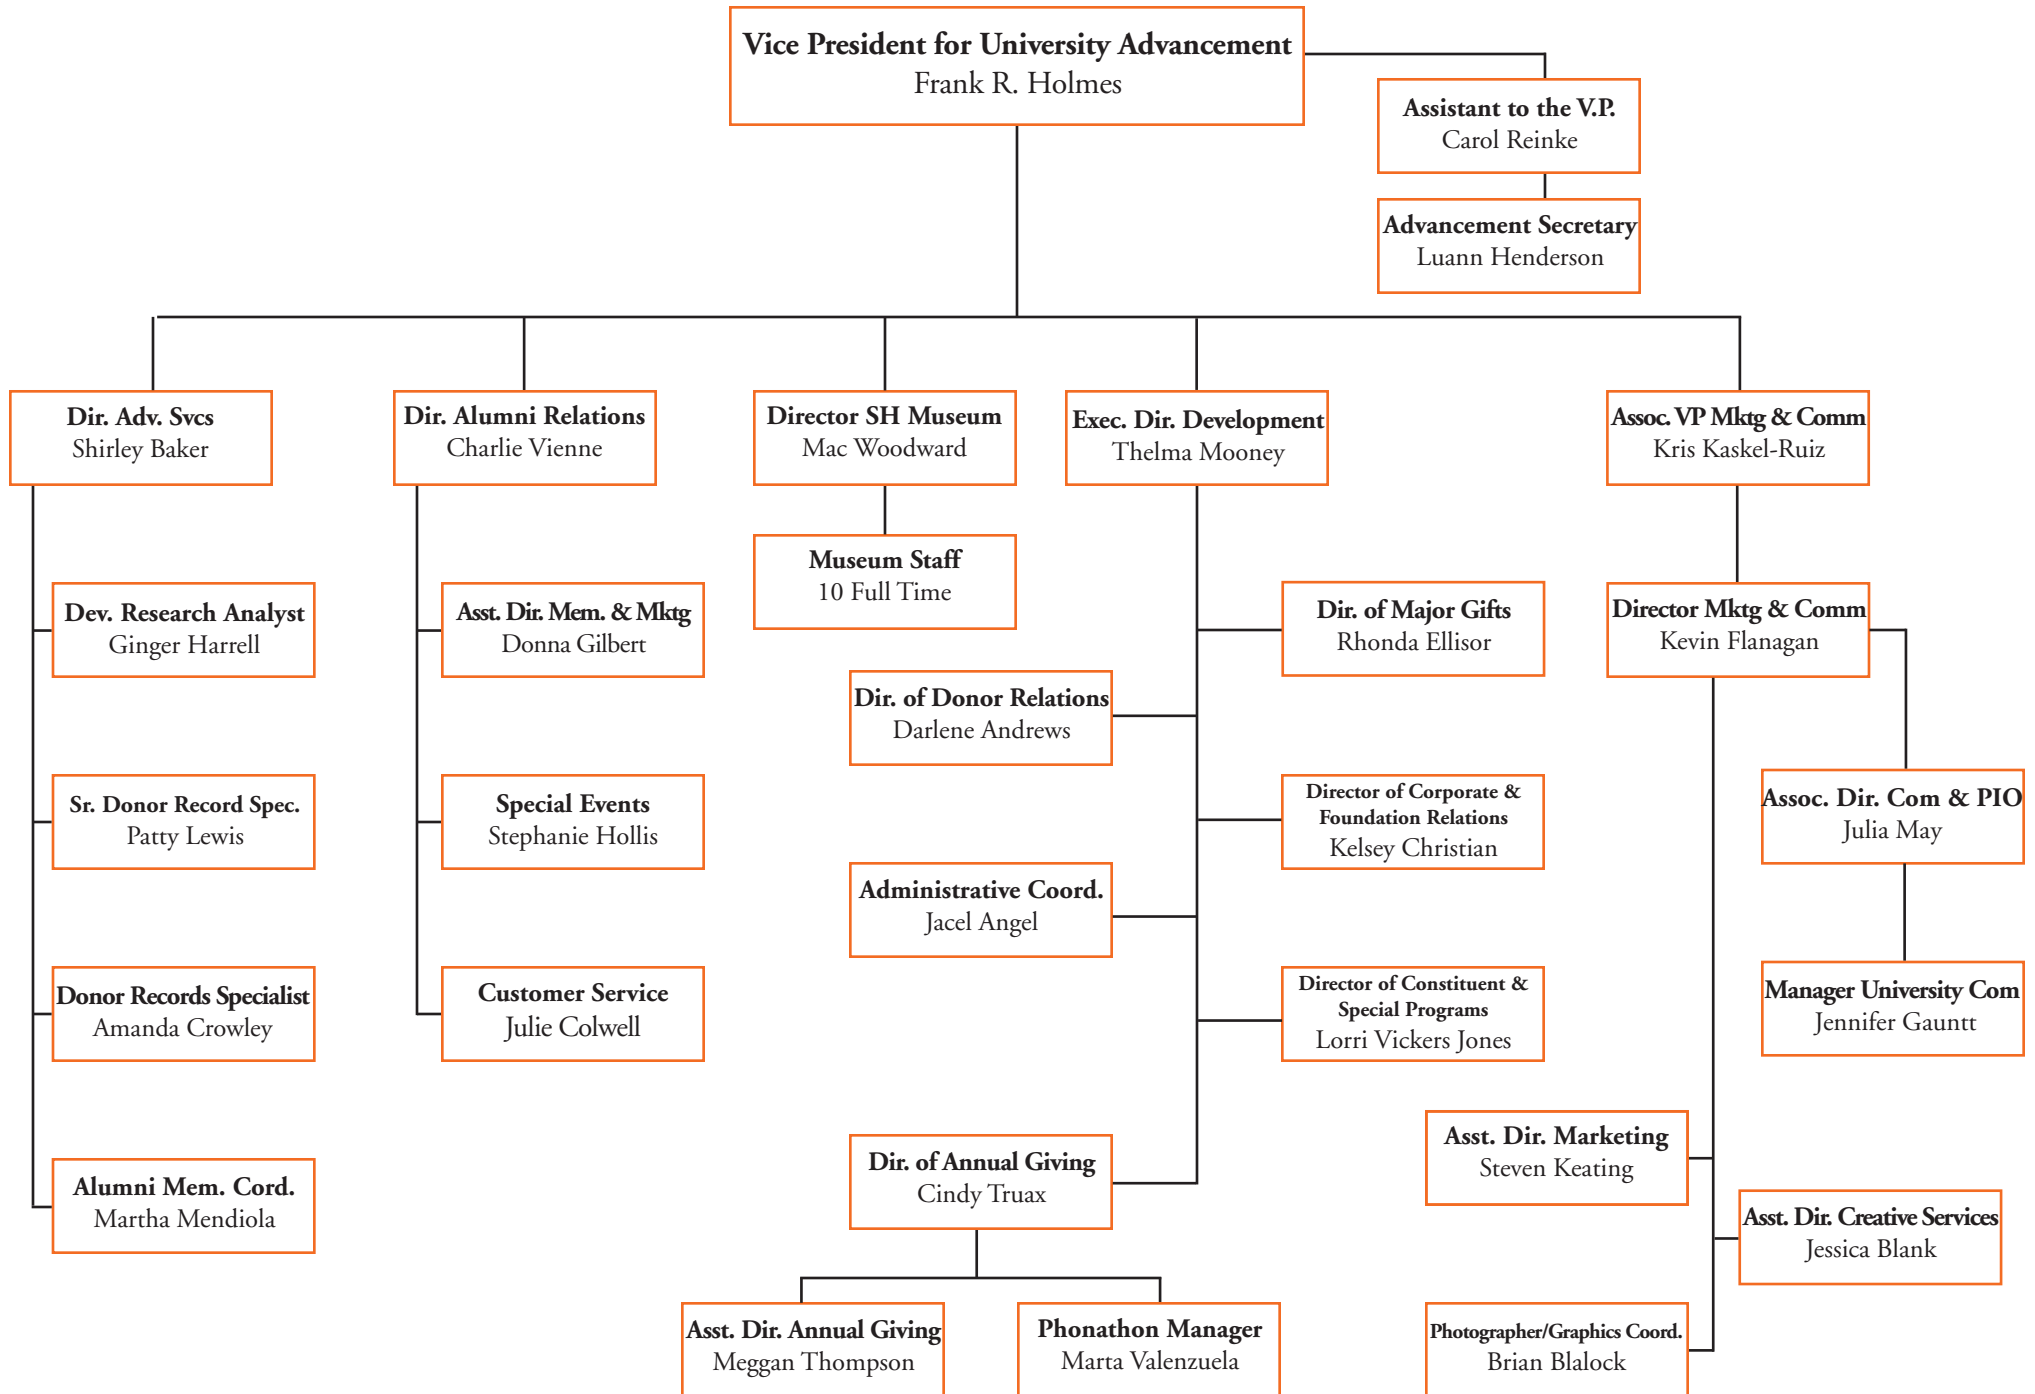 Vice President for University Advancement
Frank R. Holmes
Assistant to the V.P.
Carol Reinke
Advancement Secretary
Luann Henderson
Dir. Adv. Svcs
Shirley Baker
Dir. Alumni Relations
Charlie Vienne
Director SH Museum
Mac Woodward
Exec. Dir. Development
Thelma Mooney
Assoc. VP Mktg & Comm
Kris Kaskel-Ruiz
Museum Staff
10 Full Time
Dev. Research Analyst
Ginger Harrell
Asst. Dir. Mem. & Mktg
Donna Gilbert
Dir. of Major Gifts
Rhonda Ellisor
Director Mktg & Comm
Kevin Flanagan
Dir. of Donor Relations
Darlene Andrews
Sr. Donor Record Spec.
Patty Lewis
Special Events
Stephanie Hollis
Director of Corporate &
Foundation Relations
Kelsey Christian
Assoc. Dir. Com & PIO
Julia May
Administrative Coord.
Jacel Angel
Donor Records Specialist
Amanda Crowley
Customer Service
Julie Colwell
Director of Constituent &
Special Programs
Lorri Vickers Jones
Manager University Com
Jennifer Gauntt
Dir. of Annual Giving
Cindy Truax
Asst. Dir. Marketing
Steven Keating
Alumni Mem. Cord.
Martha Mendiola
Asst. Dir. Creative Services
Jessica Blank
Asst. Dir. Annual Giving
Meggan Thompson
Phonathon Manager
Marta Valenzuela
Photographer/Graphics Coord.
Brian Blalock